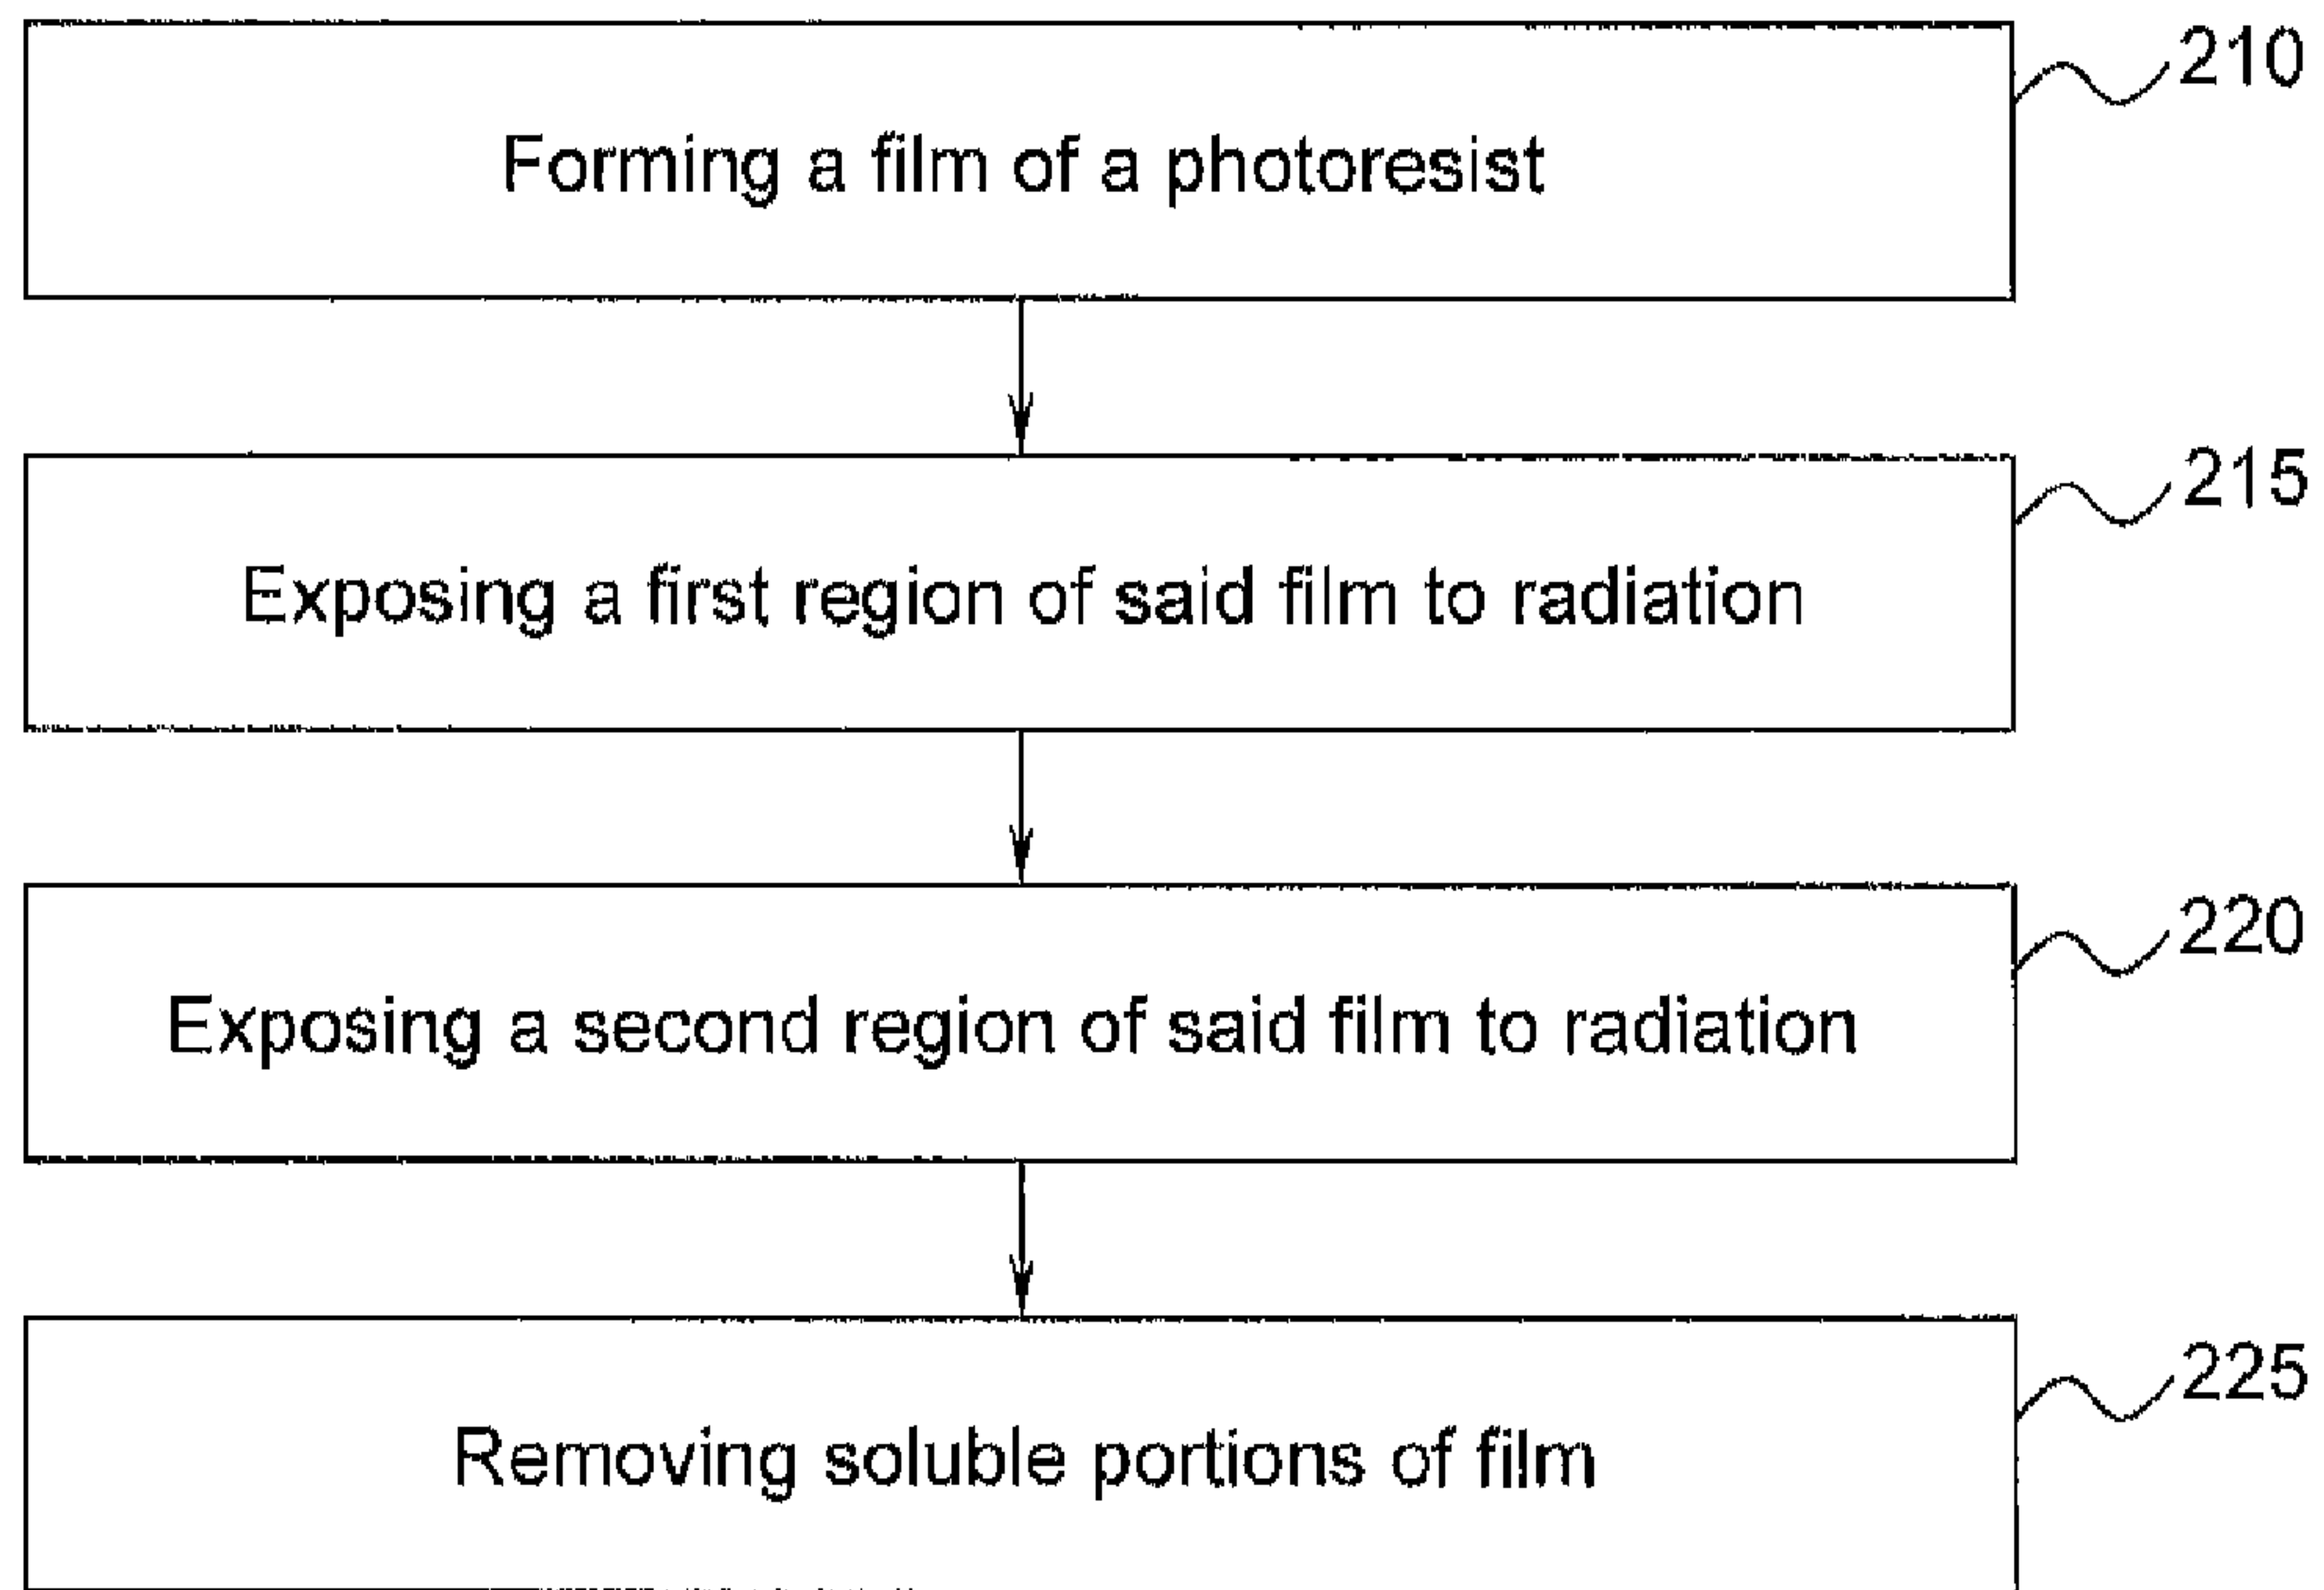 210
Forming a film of a photoresist
215
Exposing a first region of said film to radiation
220
Exposing a second region of said film to radiation
225
Removing soluble portions of film